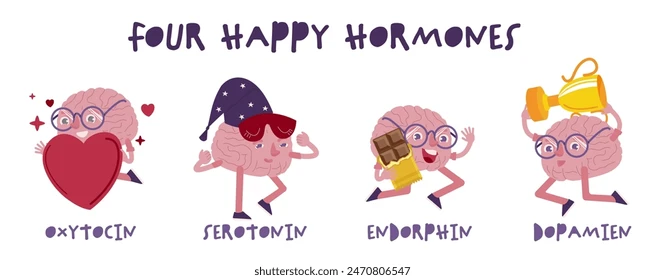 FOUR HAPPY HORMONES
OXYTOCIN SEROTONIN ENDORPHIN DOPAMIEN
shutterstock.com · 2470806547